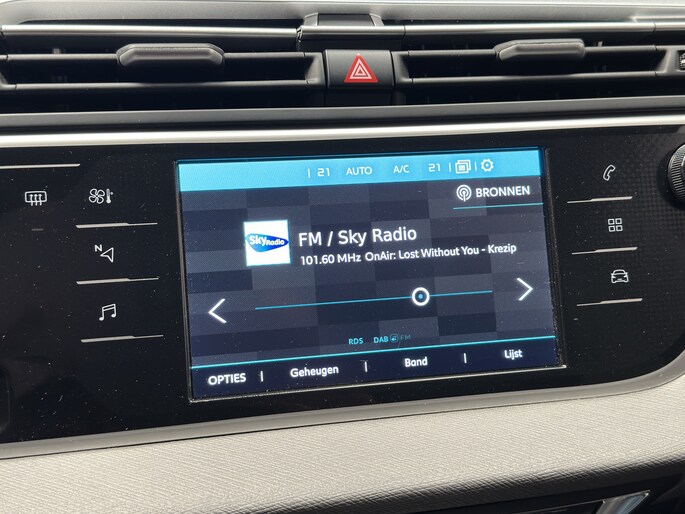 21 AUTO A/C 21
BRONNEN
Sky Radio
FM / Sky Radio
101.60 MHz OnAir: Lost Without You - Krezip
N
RDS DAB FM
OPTIES | Geheugen | Band | Lijst